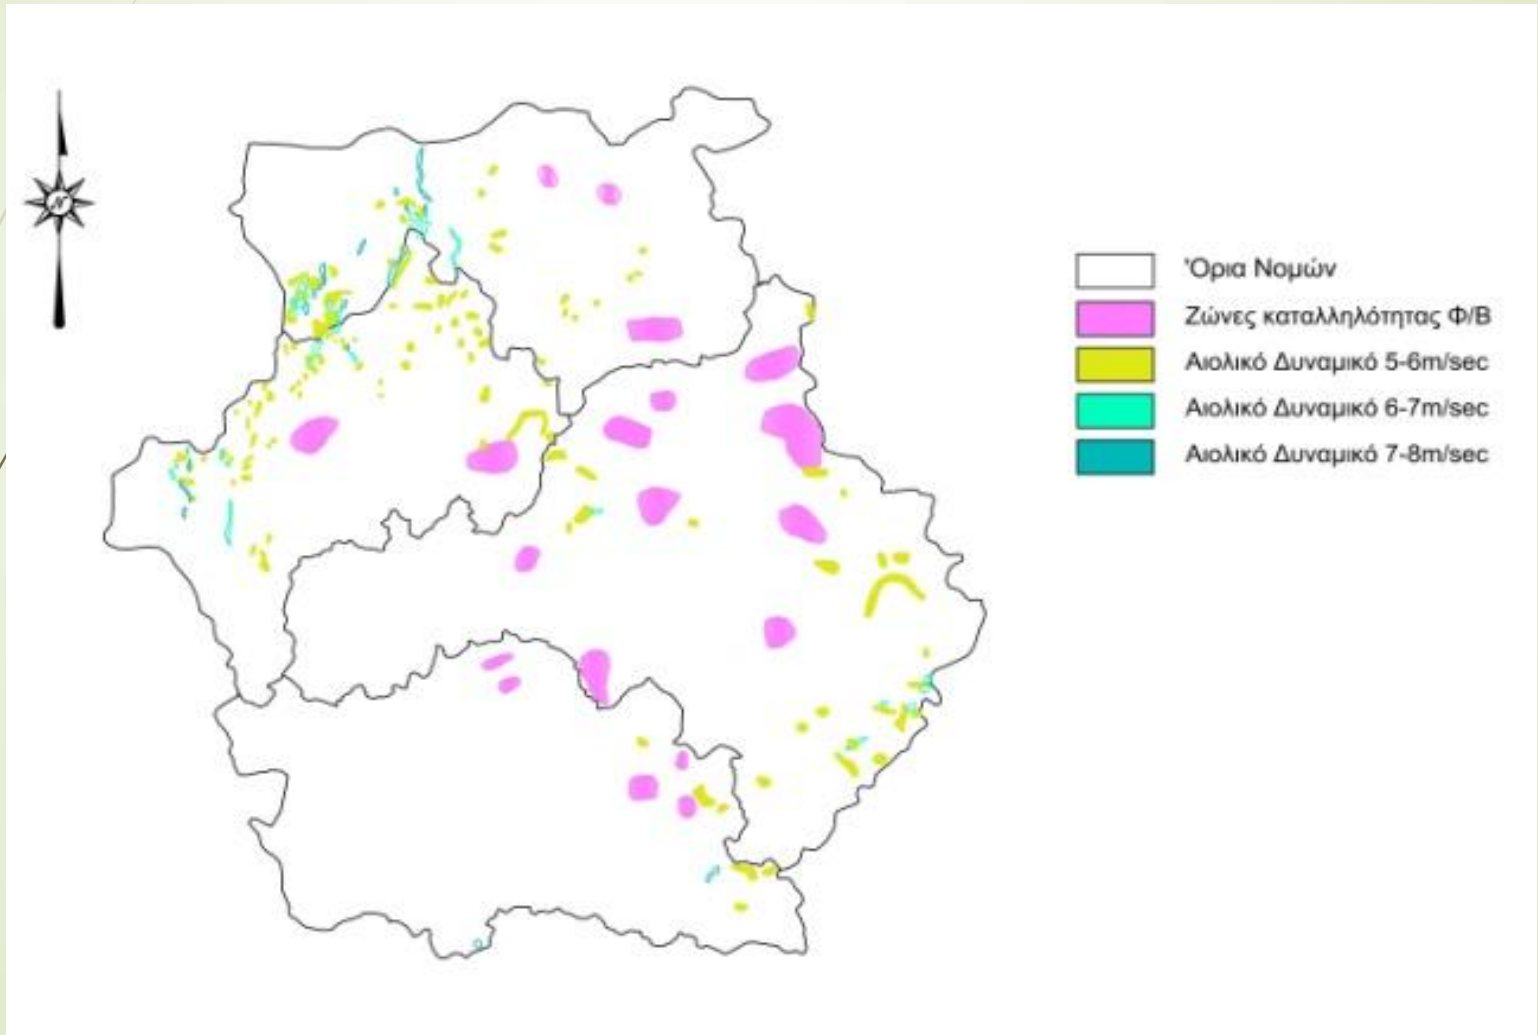 Όρια Νομών
Ζώνες καταλληλότητας Φ/Β
Αιολικό Δυναμικό 5-6m/sec
Αιολικό Δυναμικό 6-7m/sec
Αιολικό Δυναμικό 7-8m/sec